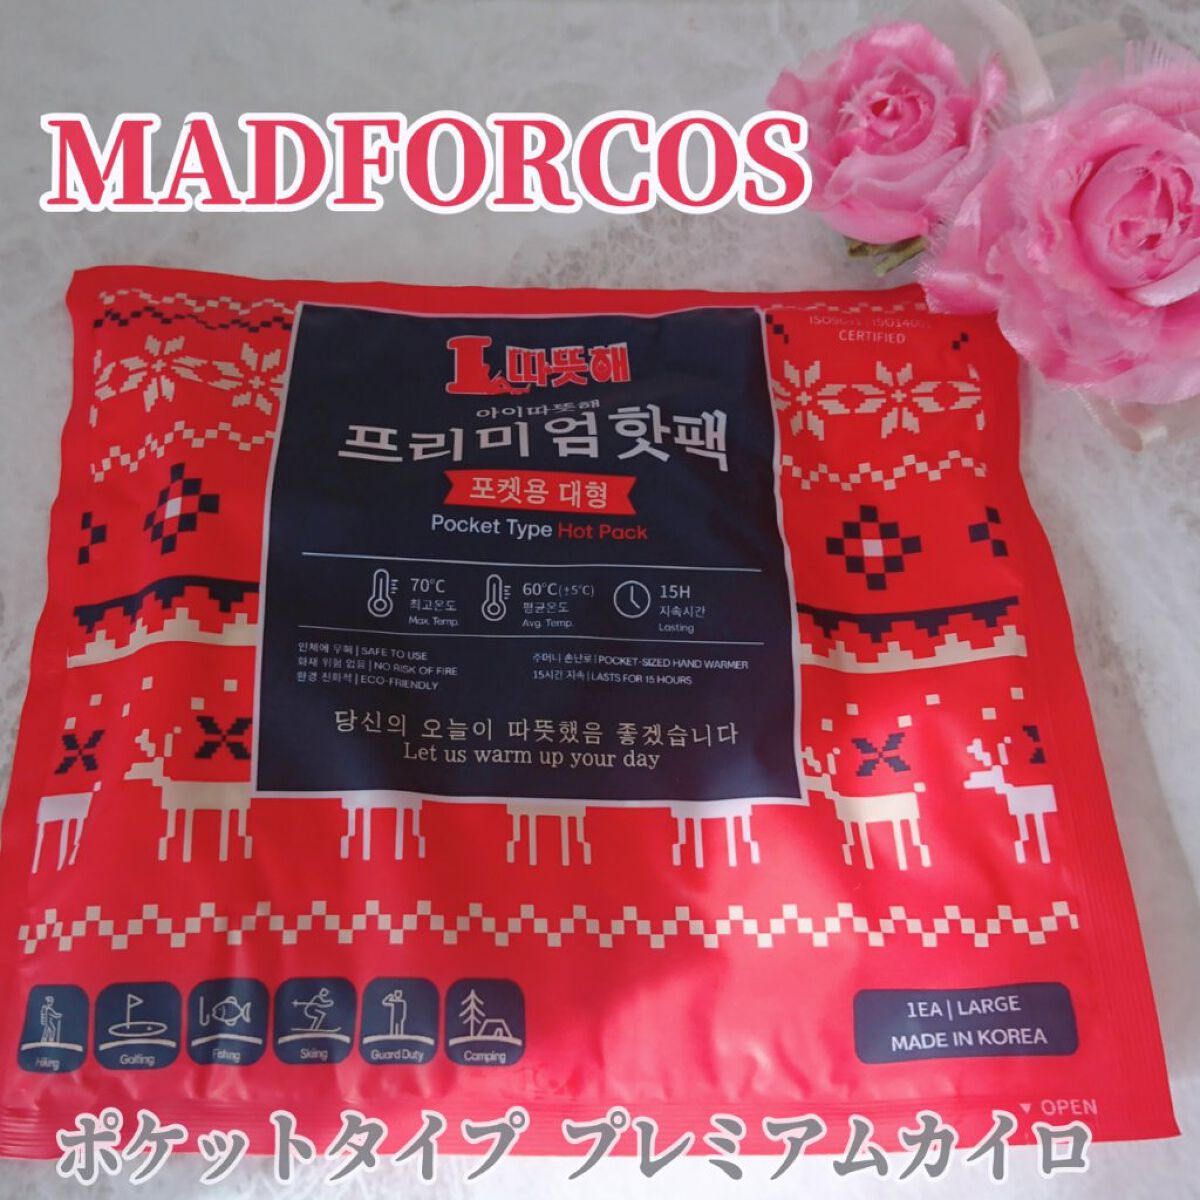 MADFORCOS
ISO9001 ISO14001
CERTIFIED
따뜻해
아이따뜻해
프리미엄핫팩
포켓용 대형
Pocket Type Hot Pack
70°C
최고온도
Max. Temp.
60°C(±5°C)
평균온도
Avg. Temp.
15H
지속시간
Lasting
인체에 무해 | SAFE TO USE
화재 위험 없음 | NO RISK OF FIRE
환경 친화적 | ECO-FRIENDLY
주머니 손난로 | POCKET-SIZED HAND WARMER
15시간 지속 | LASTS FOR 15 HOURS
당신의 오늘이 따뜻했음 좋겠습니다
Let us warm up your day
Hiking
Golfing
Fishing
Skiing
Guard Duty
Camping
1EA | LARGE
MADE IN KOREA
▼ OPEN
ポケットタイプ プレミアムカイロ